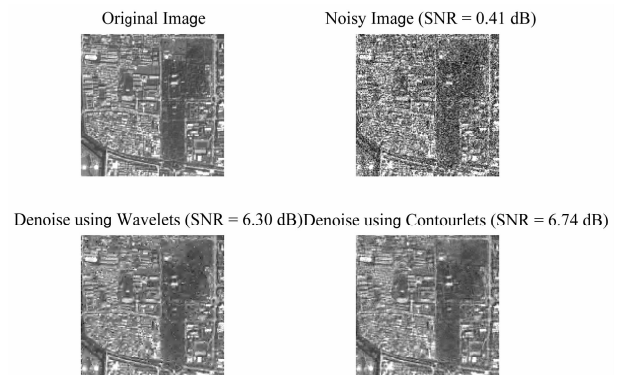 Original Image
Noisy Image (SNR = 0.41 dB)
Denoise using Wavelets (SNR = 6.30 dB)
Denoise using Contourlets (SNR = 6.74 dB)